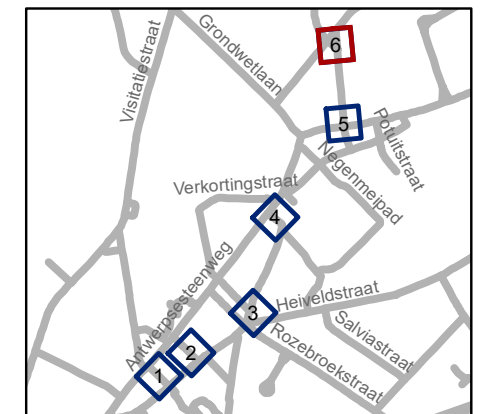 Grondwetlaan
Visitatiestraat
6
5
Potuitstraat
Negenmeipad
Verkortingstraat
4
Antwerpsesteenweg
Heiveldstraat
3
Salviastraat
Rozebroekstraat
2
1